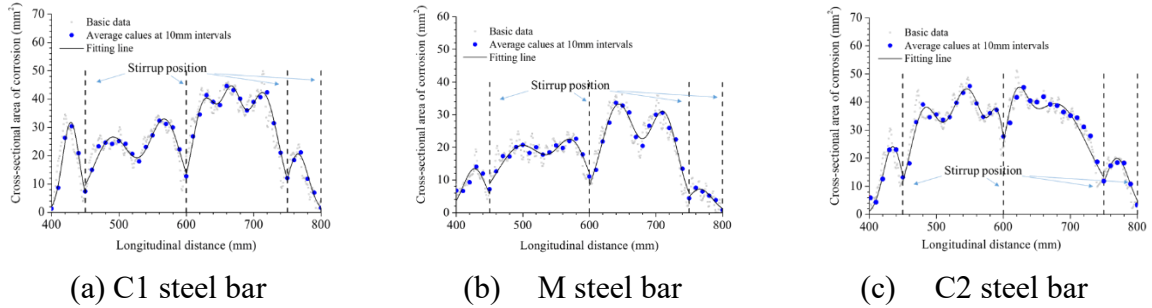 70
60
50
40
30
20
10
0
Cross-sectional area of corrosion (mm²)
Basic data
Average calues at 10mm intervals
Fitting line
Stirrup position
400 500 600 700 800
Longitudinal distance (mm)
(a) C1 steel bar
60
50
40
30
20
10
0
Cross-sectional area of corrosion (mm²)
Basic data
Average calues at 10mm intervals
Fitting line
Stirrup position
400 500 600 700 800
Longitudinal distance (mm)
(b) M steel bar
70
60
50
40
30
20
10
0
Cross-sectional area of corrosion (mm²)
Basic data
Average calues at 10mm intervals
Fitting line
Stirrup position
400 500 600 700 800
Longitudinal distance (mm)
(c) C2 steel bar